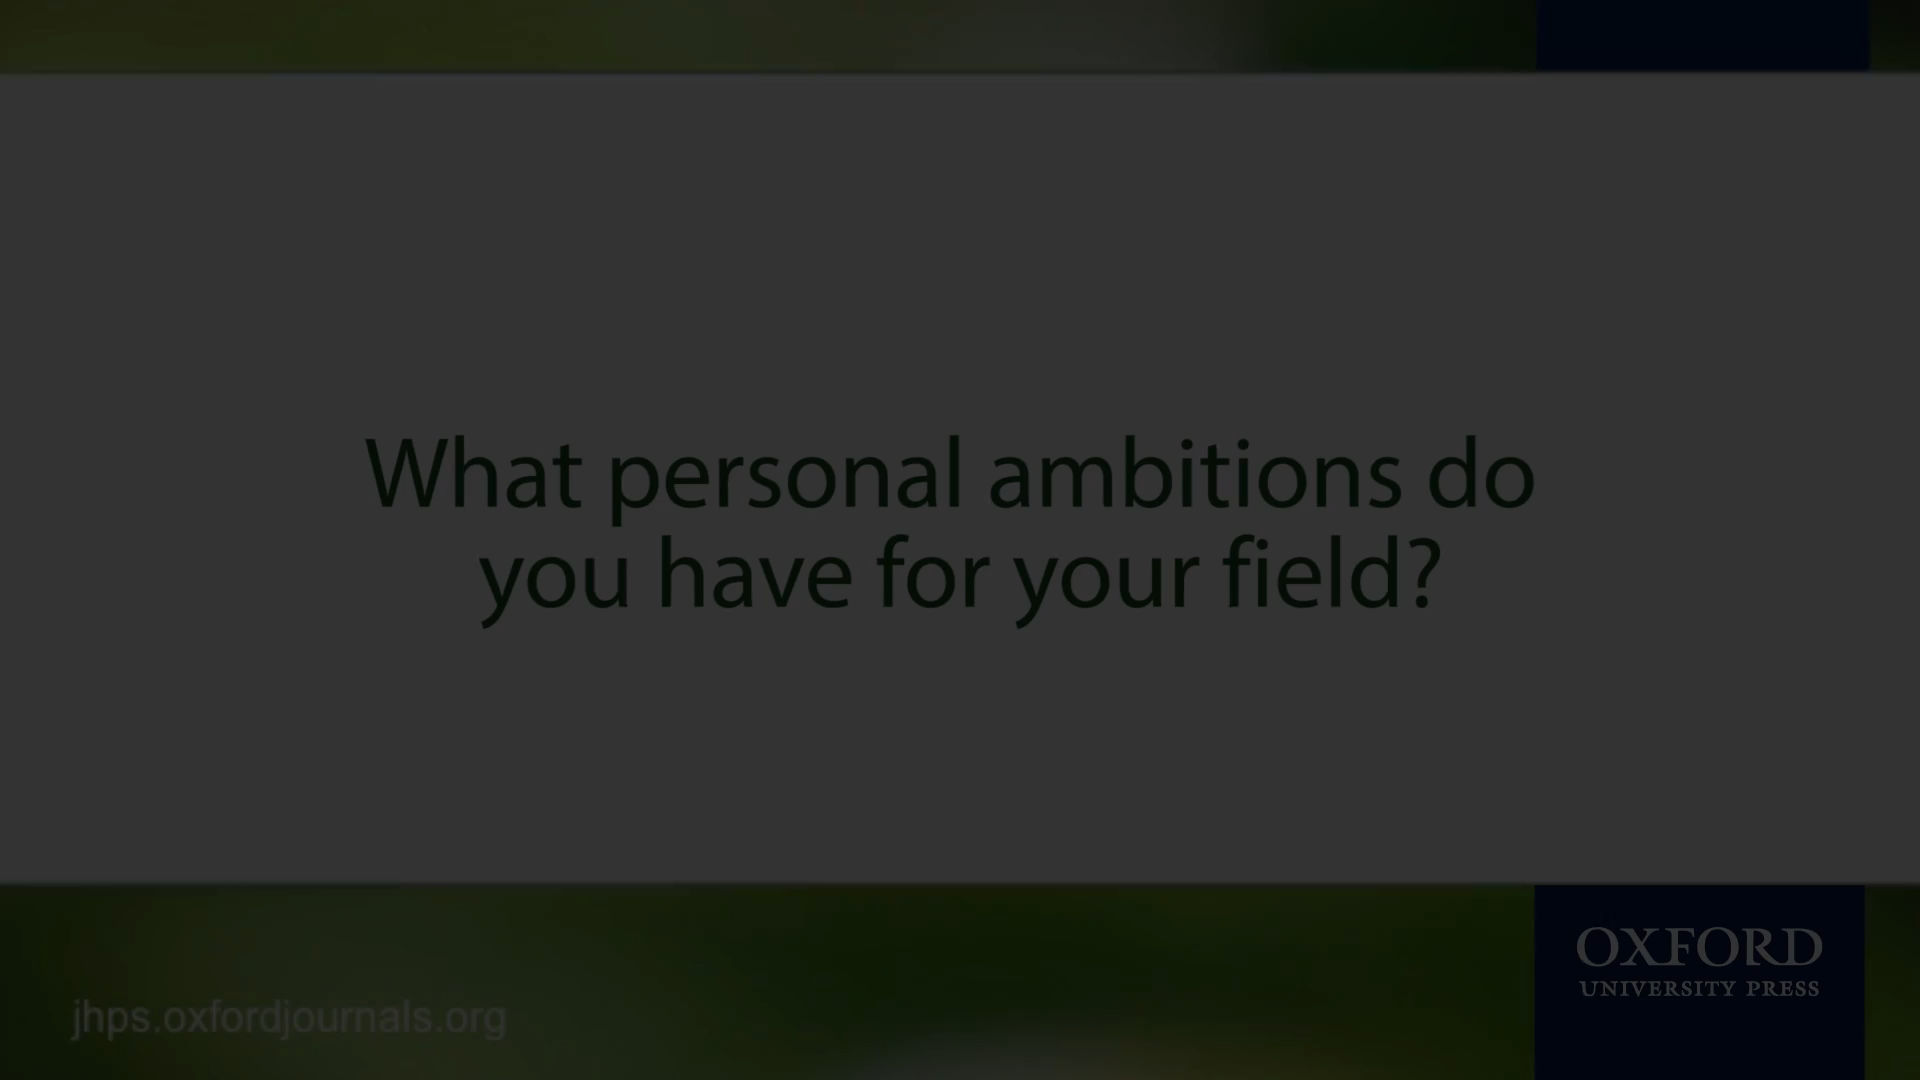 What personal ambitions do
you have for your field?
OXFORD
UNIVERSITY PRESS
jhps.oxfordjournals.org